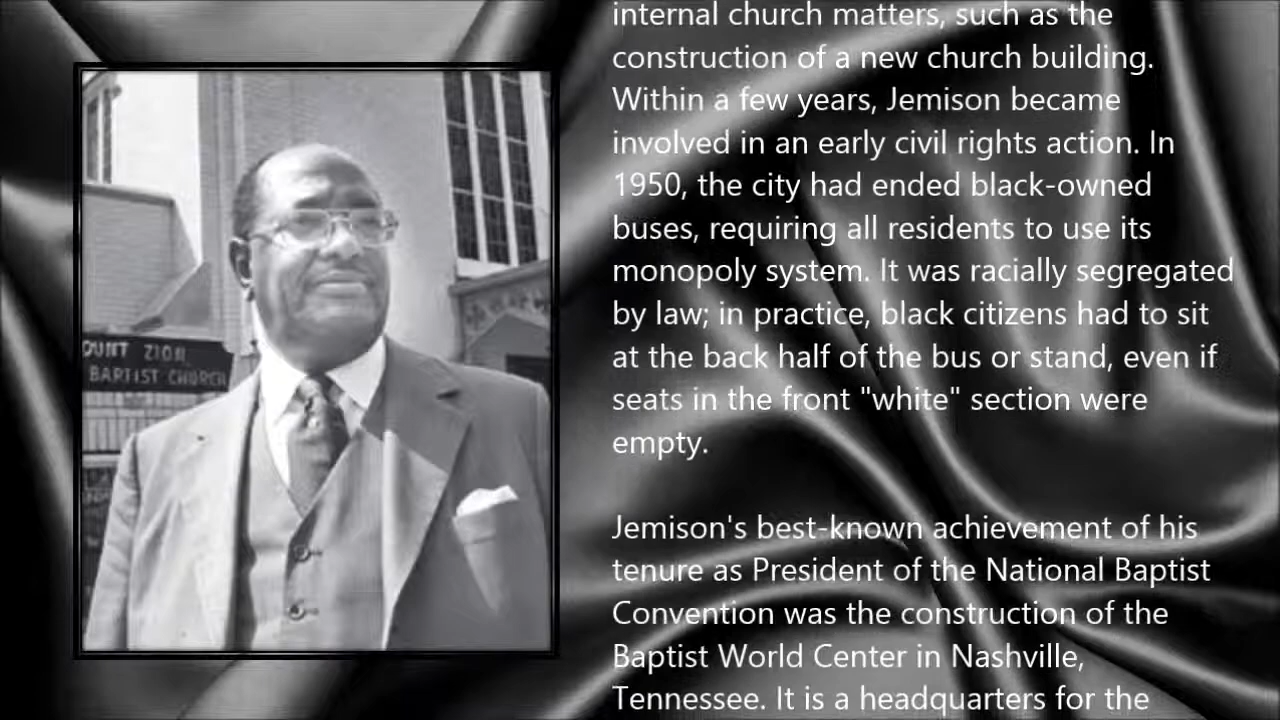 OUNT ZION
BAPTIST CHURCH
internal church matters, such as the
construction of a new church building.
Within a few years, Jemison became
involved in an early civil rights action. In
1950, the city had ended black-owned
buses, requiring all residents to use its
monopoly system. It was racially segregated
by law; in practice, black citizens had to sit
at the back half of the bus or stand, even if
seats in the front "white" section were
empty.
Jemison's best-known achievement of his
tenure as President of the National Baptist
Convention was the construction of the
Baptist World Center in Nashville,
Tennessee. It is a headquarters for the